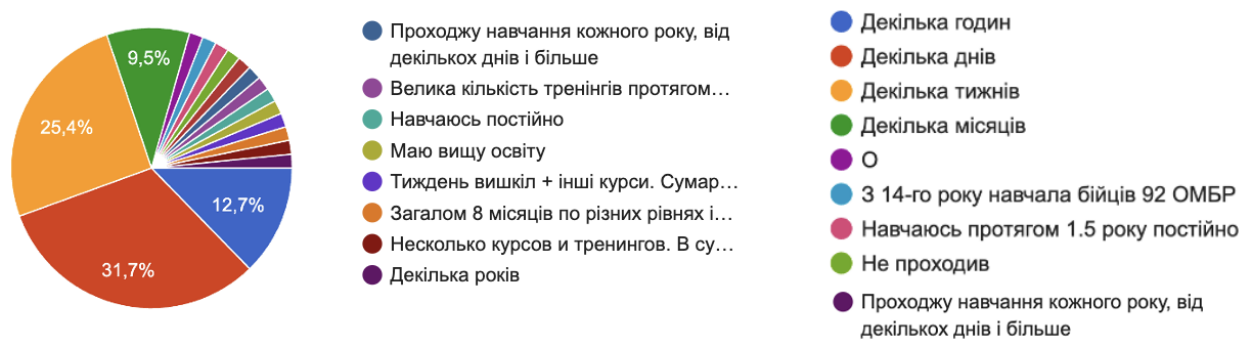 9,5%
25,4%
12,7%
31,7%
Проходжу навчання кожного року, від
декількох днів і більше
Велика кількість тренінгів протягом…
Навчаюсь постійно
Маю вищу освіту
Тиждень вишкіл + інші курси. Сумар…
Загалом 8 місяців по різних рівнях і…
Несколько курсов и тренингов. В су…
Декілька років
Декілька годин
Декілька днів
Декілька тижнів
Декілька місяців
О
З 14-го року навчала бійців 92 ОМБР
Навчаюсь протягом 1.5 року постійно
Не проходив
Проходжу навчання кожного року, від
декількох днів і більше